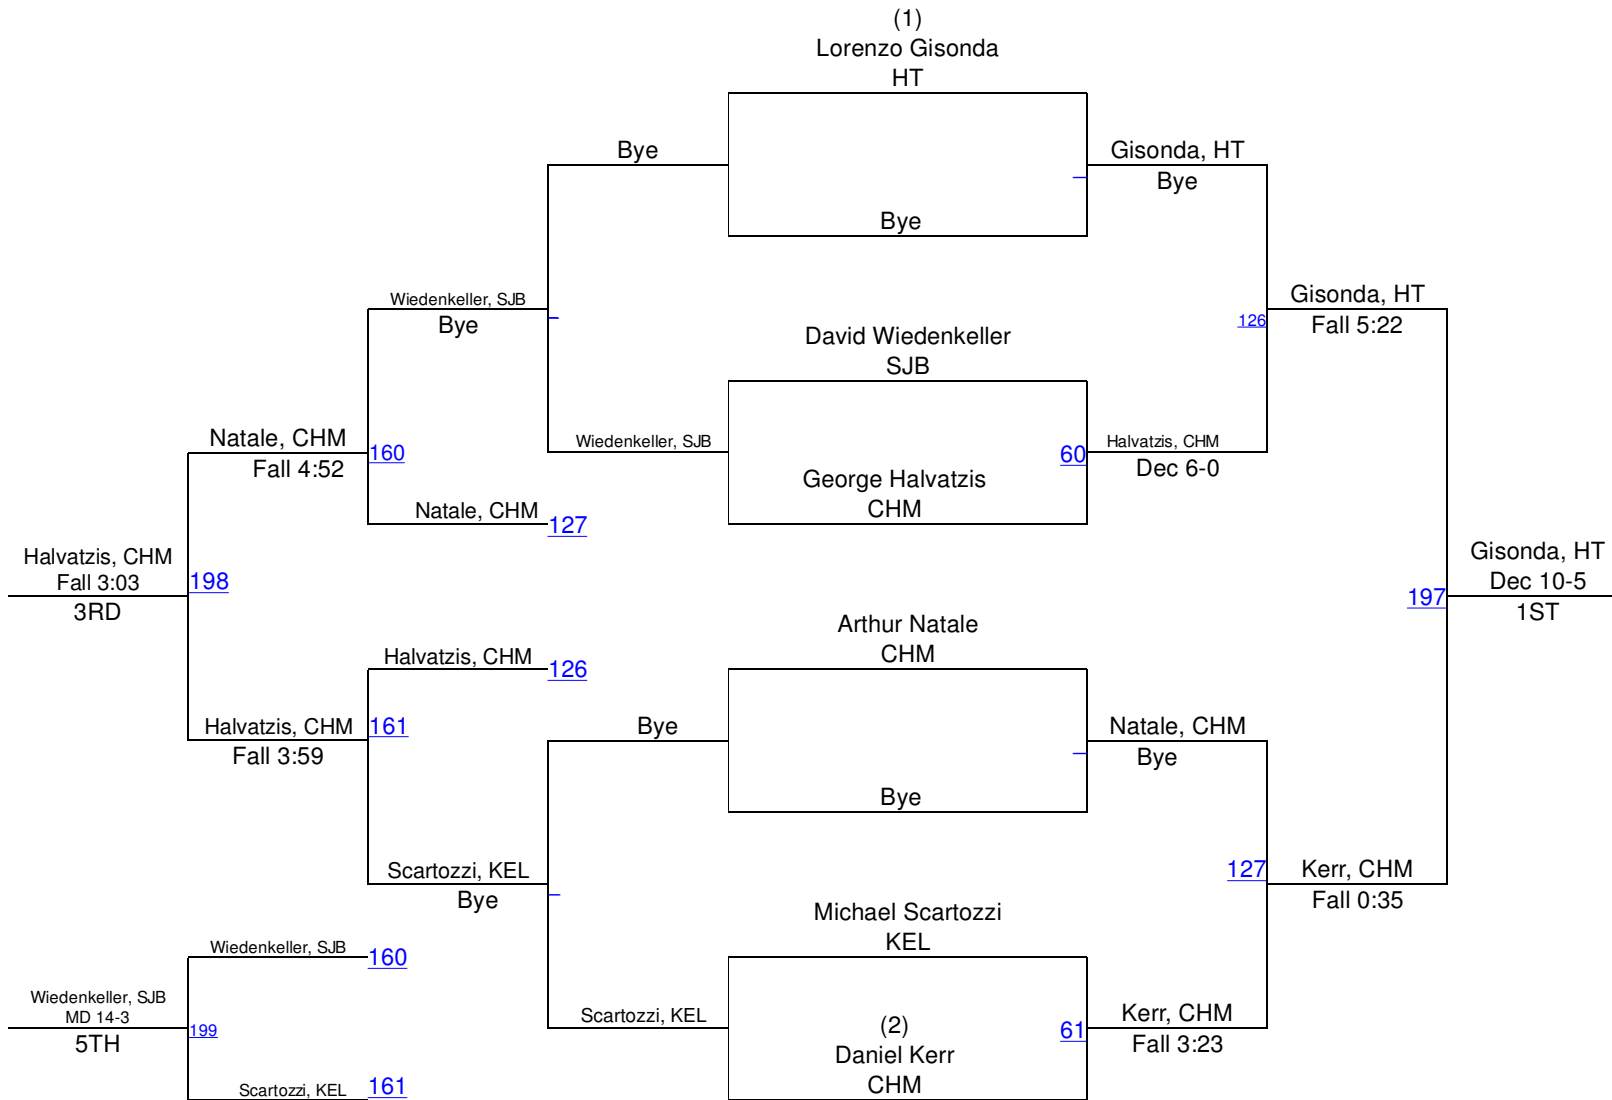 (1)
Lorenzo Gisonda
HT
Bye
Gisonda, HT
Bye
Bye
Wiedenkeller, SJB
Bye
Gisonda, HT
126
Fall 5:22
David Wiedenkeller
SJB
Natale, CHM
160
Fall 4:52
Wiedenkeller, SJB
60
Halvatzis, CHM
Dec 6-0
George Halvatzis
CHM
Natale, CHM
127
Halvatzis, CHM
Fall 3:03
198
3RD
Gisonda, HT
Dec 10-5
197
1ST
Arthur Natale
CHM
Halvatzis, CHM
126
Halvatzis, CHM
161
Fall 3:59
Bye
Natale, CHM
Bye
Bye
Scartozzi, KEL
Bye
127
Kerr, CHM
Fall 0:35
Michael Scartozzi
KEL
Wiedenkeller, SJB
160
Wiedenkeller, SJB
MD 14-3
199
5TH
Scartozzi, KEL
(2)
Daniel Kerr
CHM
61
Kerr, CHM
Fall 3:23
Scartozzi, KEL
161